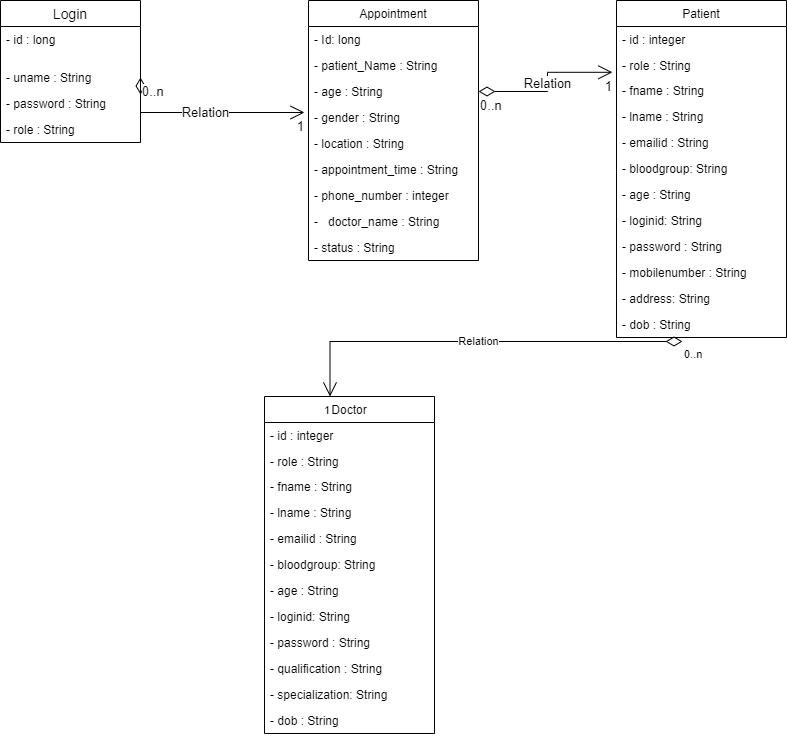 Login
- id : long
- uname : String
- password : String
- role : String
0..n
Relation
1
Appointment
- Id: long
- patient_Name : String
- age : String
- gender : String
- location : String
- appointment_time : String
- phone_number : integer
- doctor_name : String
- status : String
0..n
Relation
1
Patient
- id : integer
- role : String
- fname : String
- lname : String
- emailid : String
- bloodgroup: String
- age : String
- loginid: String
- password : String
- mobilenumber : String
- address: String
- dob : String
0..n
Relation
1Doctor
- id : integer
- role : String
- fname : String
- lname : String
- emailid : String
- bloodgroup: String
- age : String
- loginid: String
- password : String
- qualification : String
- specialization: String
- dob : String